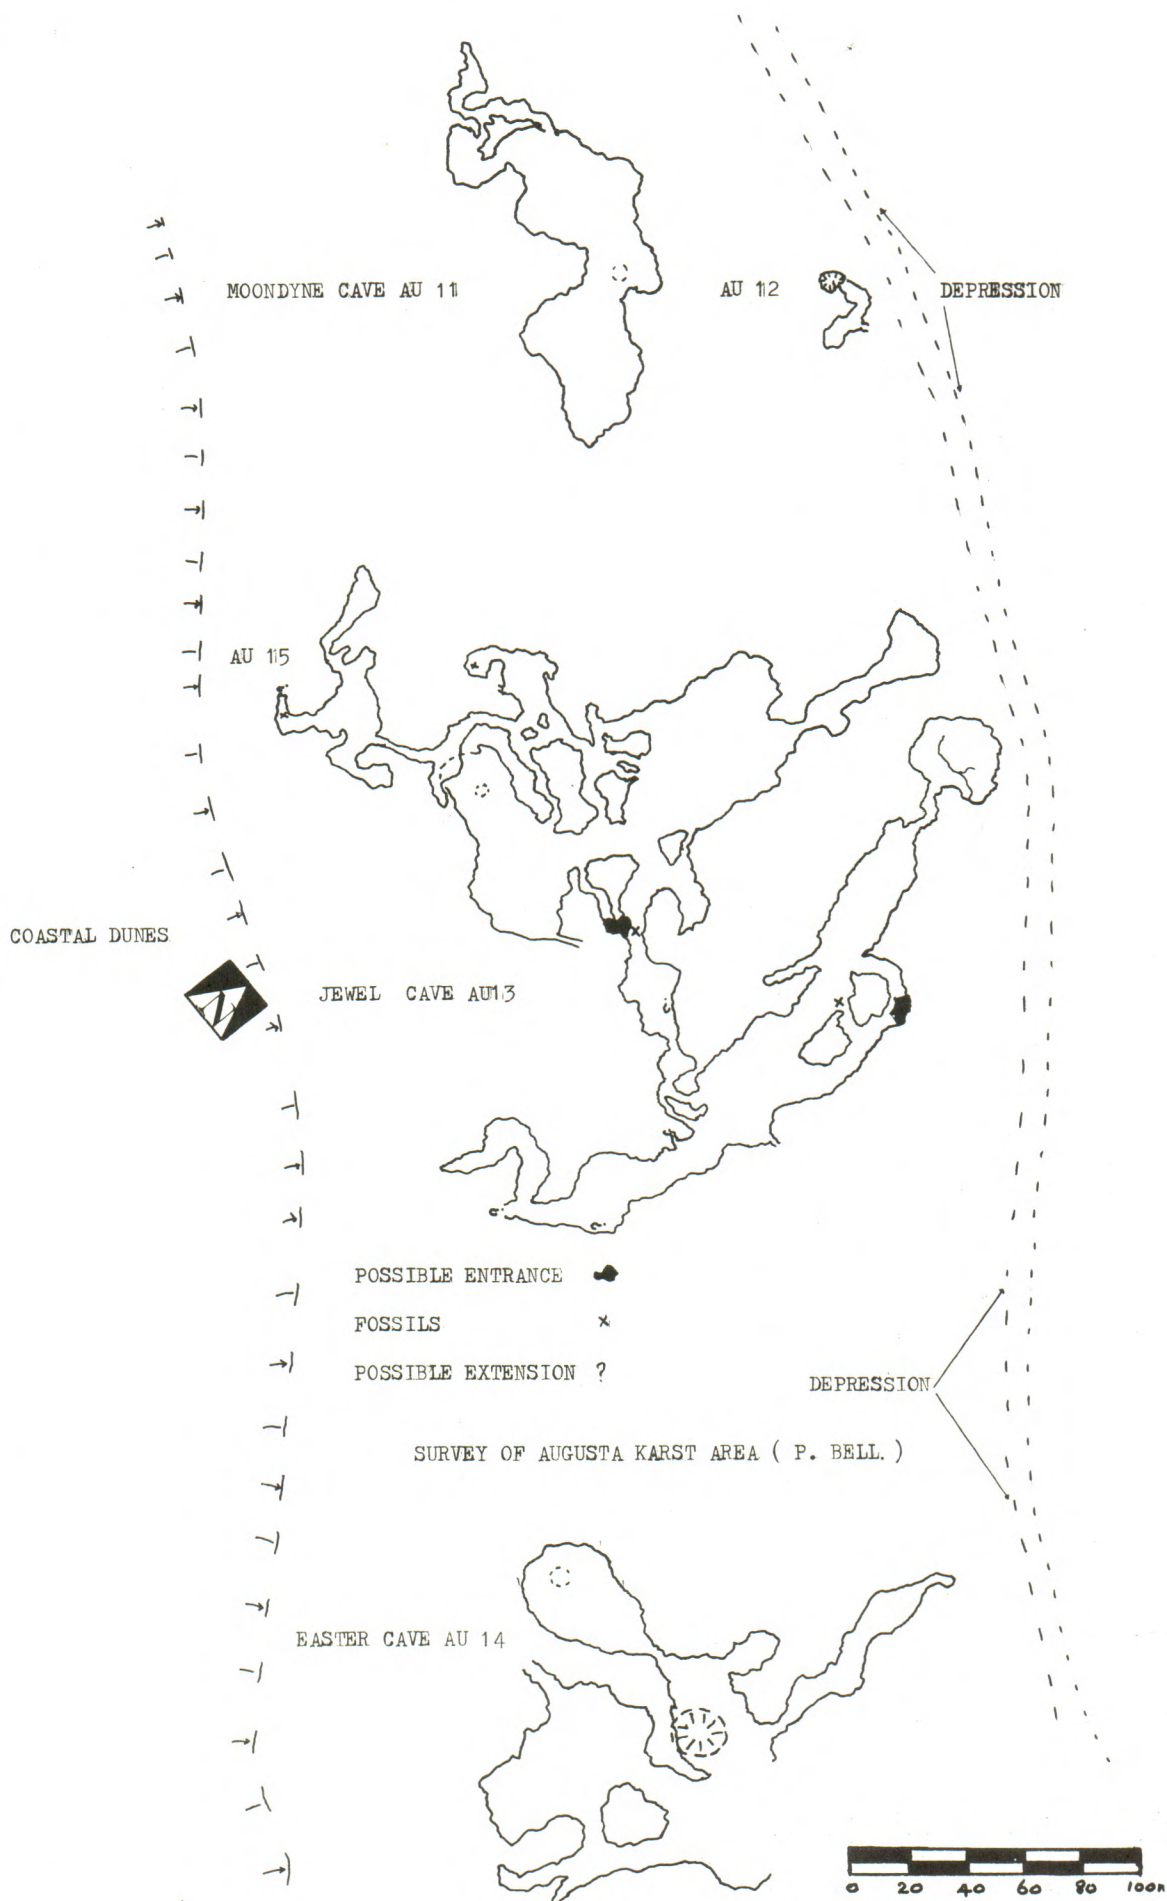 MOONDYNE CAVE AU 11
AU 12
DEPRESSION
AU 15
COASTAL DUNES
JEWEL CAVE AU13
POSSIBLE ENTRANCE
FOSSILS x
POSSIBLE EXTENSION ?
DEPRESSION
SURVEY OF AUGUSTA KARST AREA ( P. BELL. )
EASTER CAVE AU 14
0 20 40 60 80 100m